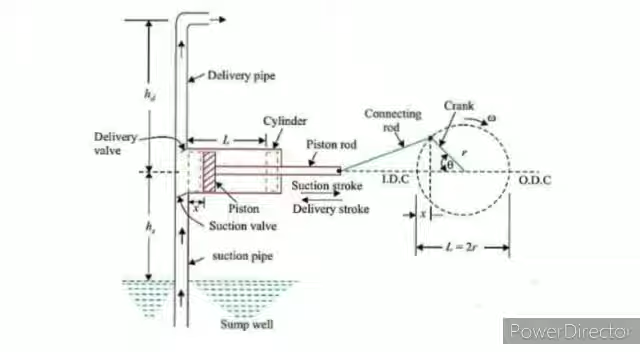 Delivery pipe
h_d
Cylinder
L
Delivery valve
Piston rod
Connecting rod
Crank
ω
r
θ
I.D.C
O.D.C
Suction stroke
Delivery stroke
x
Piston
Suction valve
x
L = 2r
h_s
suction pipe
Sump well
PowerDirecto